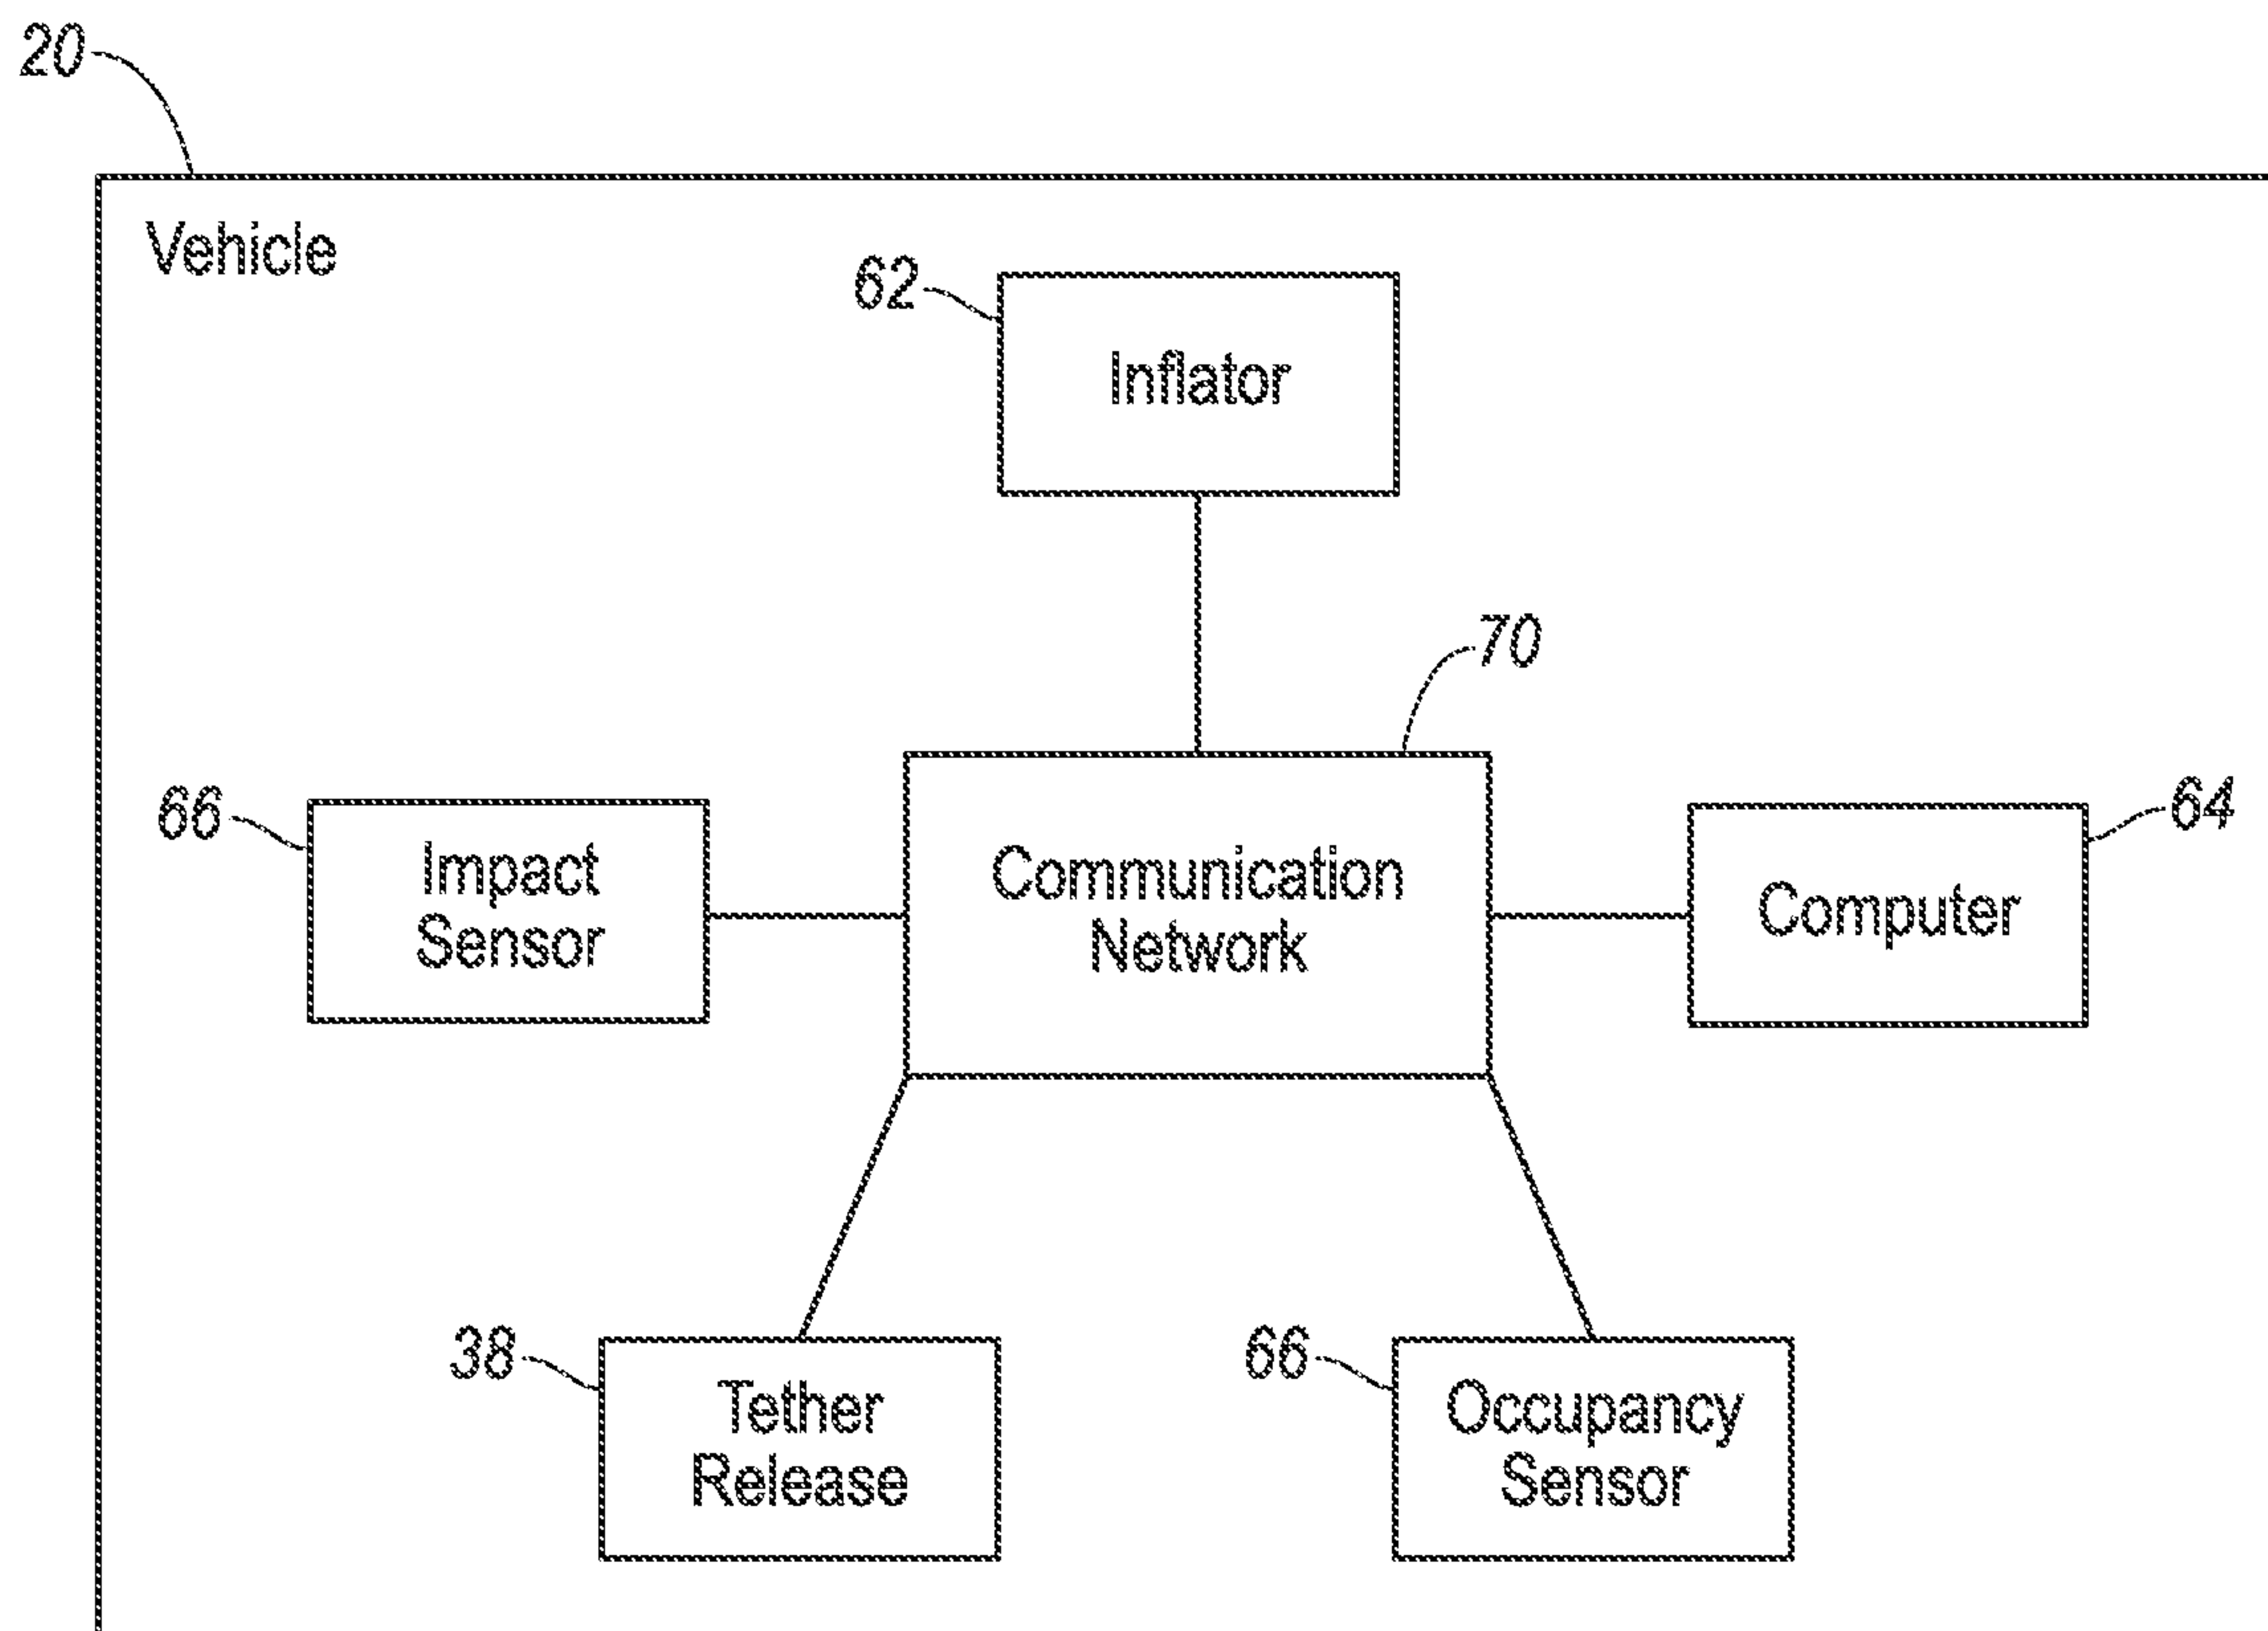 20
Vehicle
62
Inflator
70
66
Impact
Sensor
Communication
Network
64
Computer
38
Tether
Release
66
Occupancy
Sensor